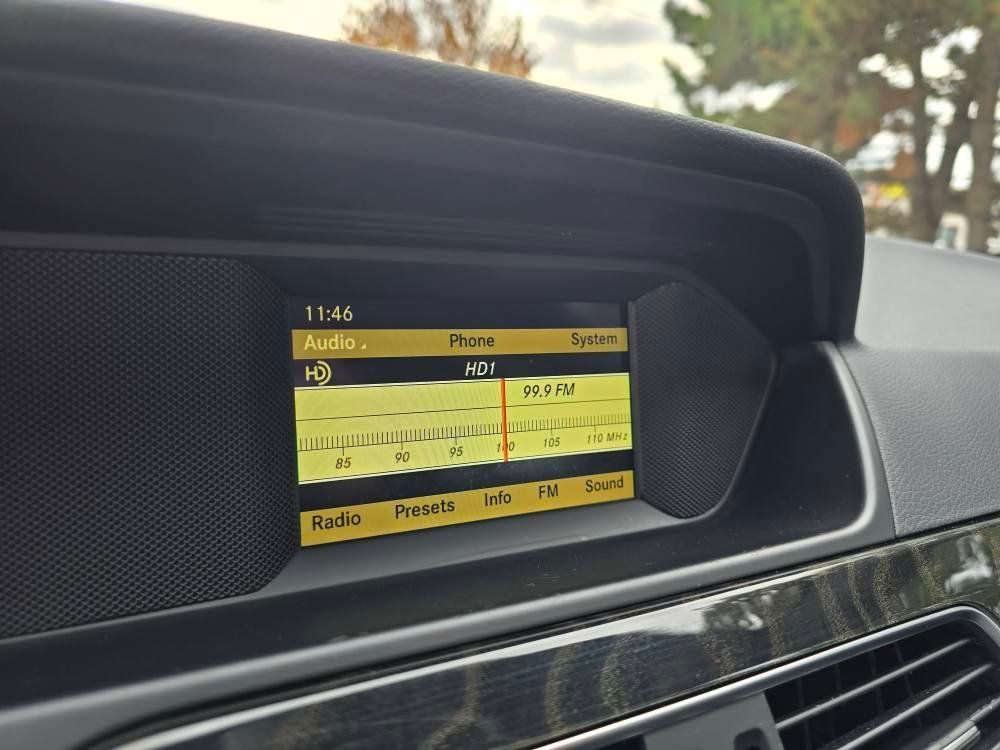 11:46
Audio Phone System
HD HD1
99.9 FM
85 90 95 100 105 110 MHz
Radio Presets Info FM Sound